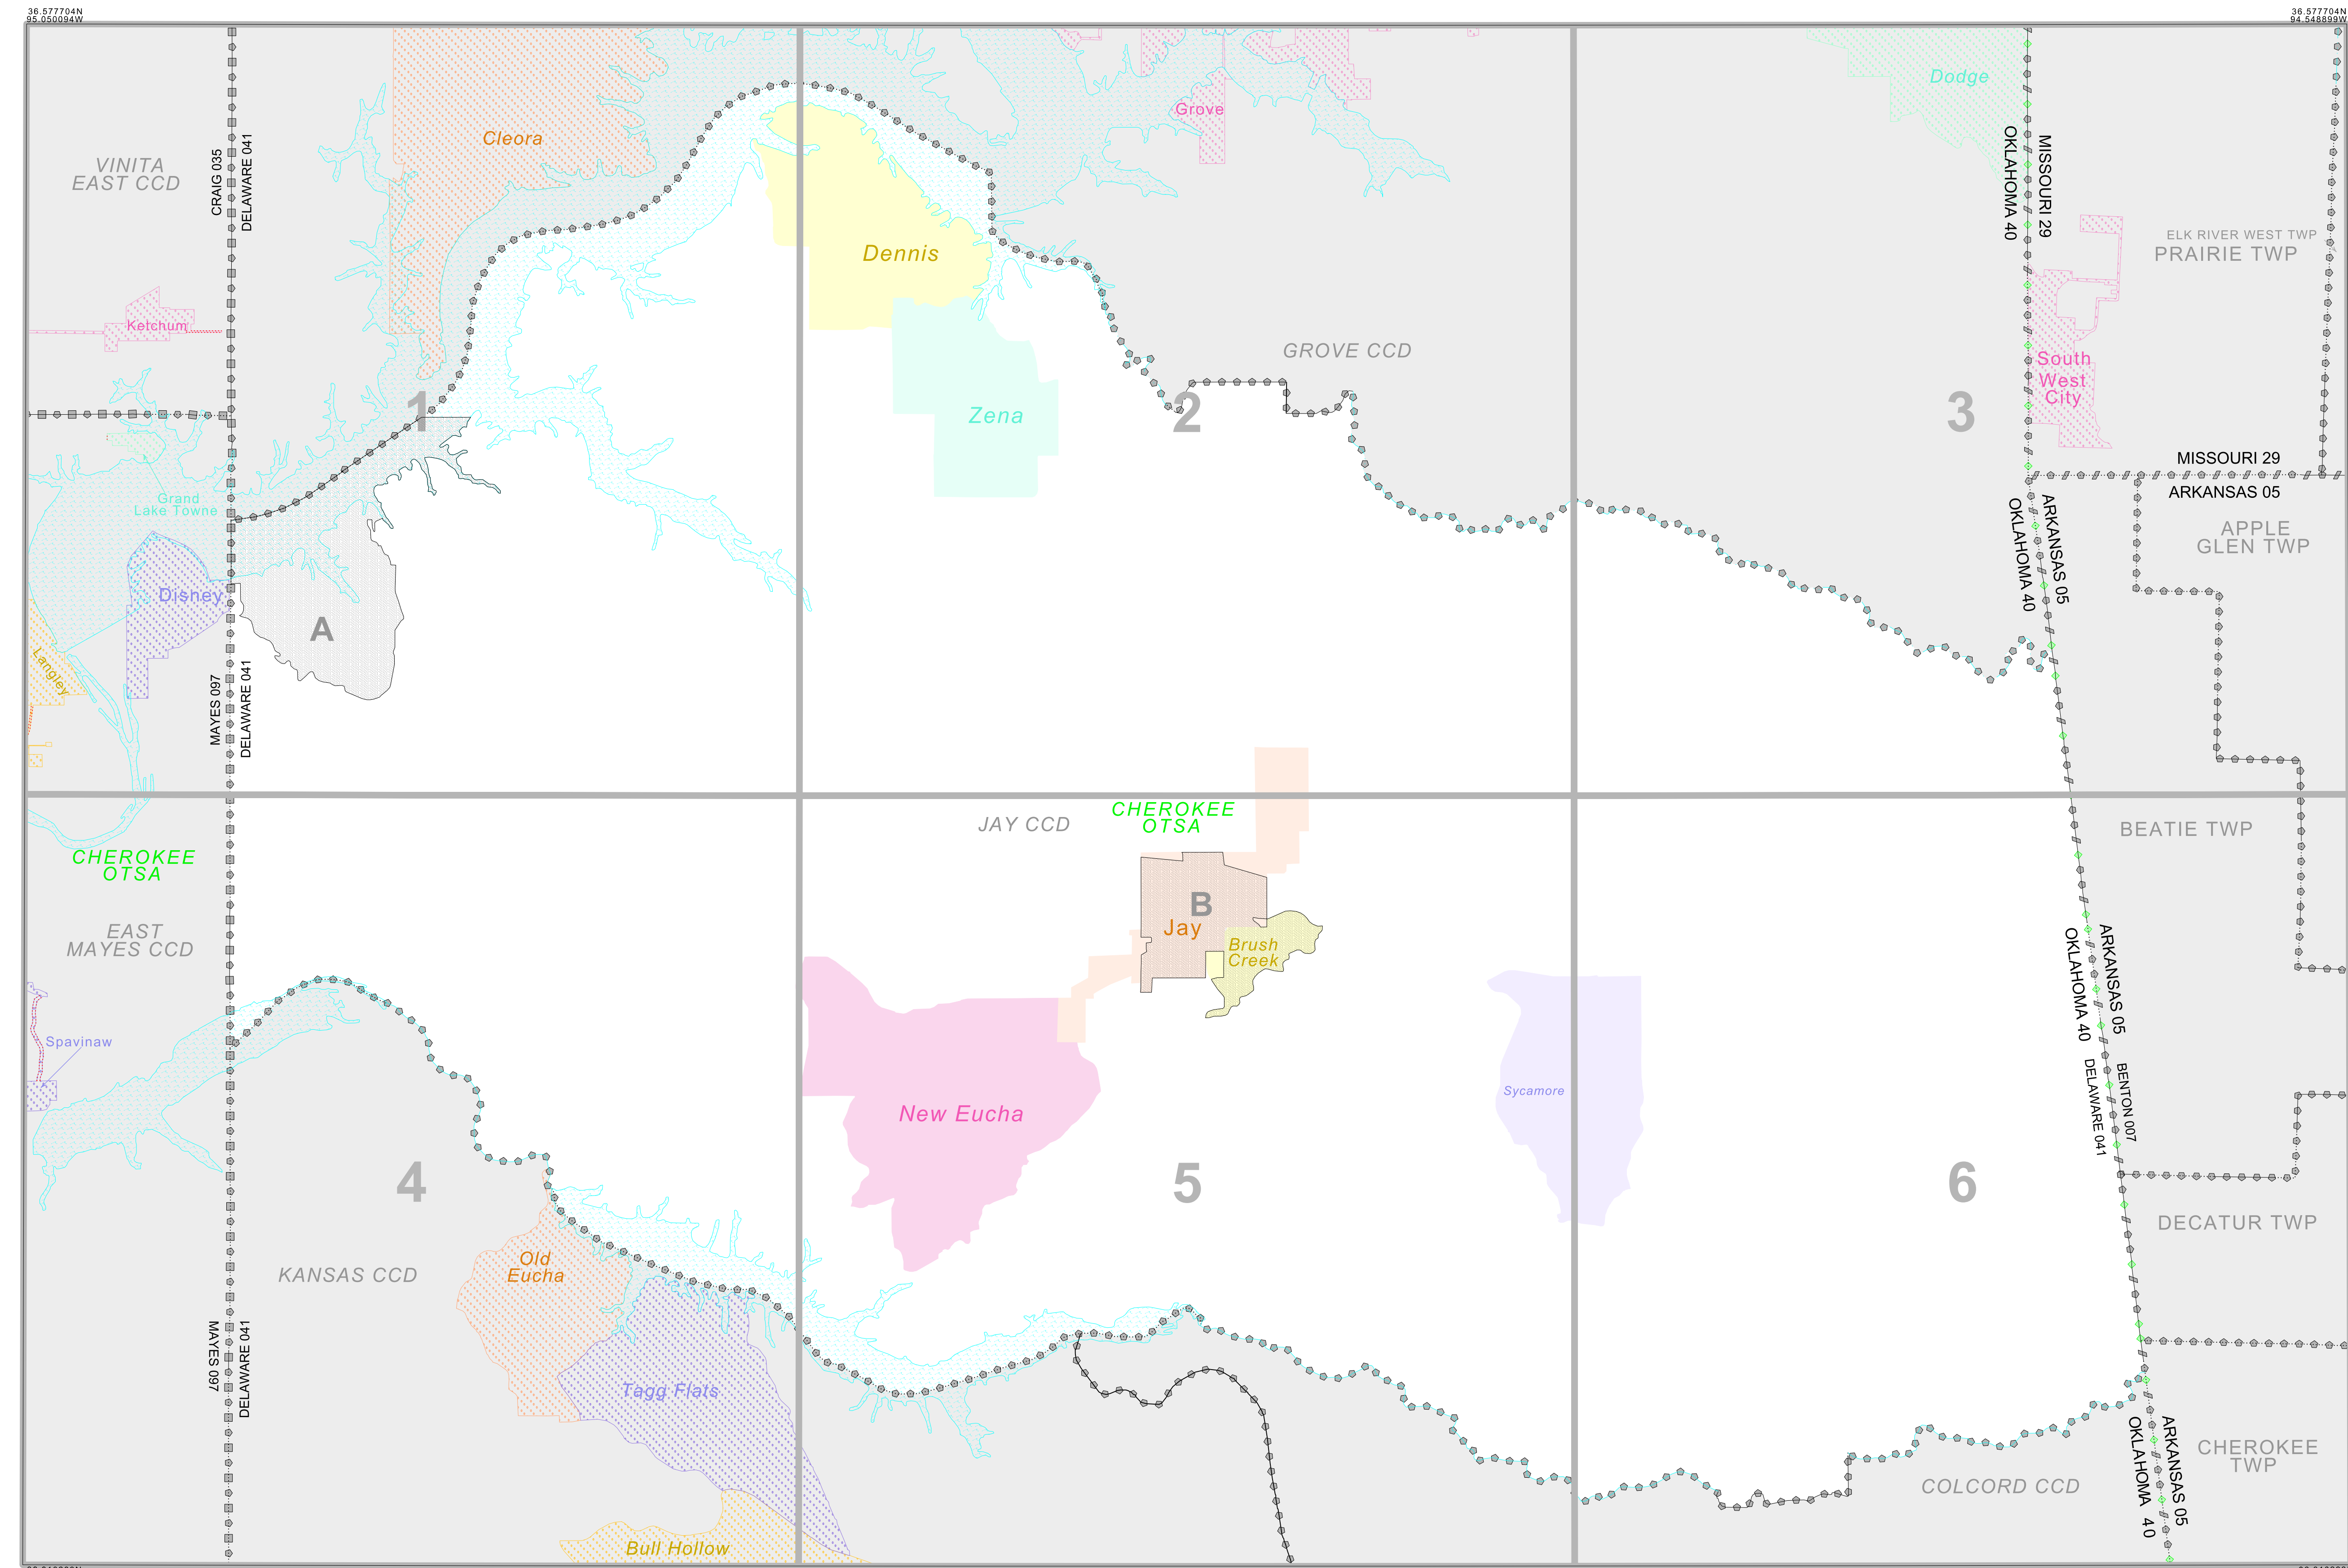 36.577704N
95.050094W
36.577704N
94.548899W
VINITA
EAST CCD
CRAIG 035
DELAWARE 041
Cleora
Grove
Dodge
OKLAHOMA 40
MISSOURI 29
ELK RIVER WEST TWP
PRAIRIE TWP
Dennis
Ketchum
Zena
GROVE CCD
South
West
City
1
2
3
MISSOURI 29
ARKANSAS 05
Grand
Lake Towne
OKLAHOMA 40
ARKANSAS 05
APPLE
GLEN TWP
Disney
A
Langley
MAYES 097
DELAWARE 041
JAY CCD
CHEROKEE
OTSA
BEATIE TWP
CHEROKEE
OTSA
EAST
MAYES CCD
B
Jay
Brush
Creek
OKLAHOMA 40
ARKANSAS 05
Spavinaw
New Eucha
Sycamore
DELAWARE 041
BENTON 007
4
5
6
DECATUR TWP
KANSAS CCD
Old
Eucha
MAYES 097
DELAWARE 041
Tagg Flats
COLCORD CCD
OKLAHOMA 40
ARKANSAS 05
CHEROKEE
TWP
Bull Hollow